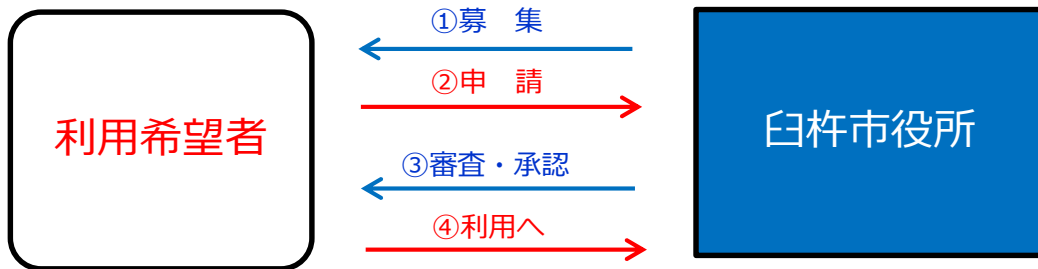 ①募　集
②申　請
利用希望者
臼杵市役所
③審査・承認
④利用へ